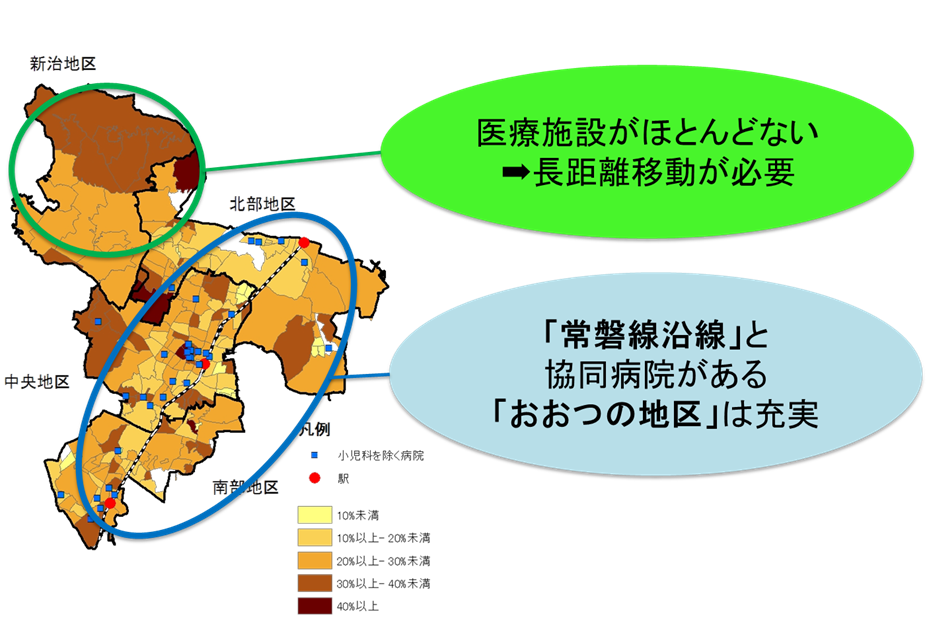 新治地区
医療施設がほとんどない
➡長距離移動が必要
北部地区
「常磐線沿線」と
協同病院がある
「おおつの地区」は充実
中央地区
凡例
小児科を除く病院
駅
南部地区
10%未満
10%以上-20%未満
20%以上-30%未満
30%以上-40%未満
40%以上